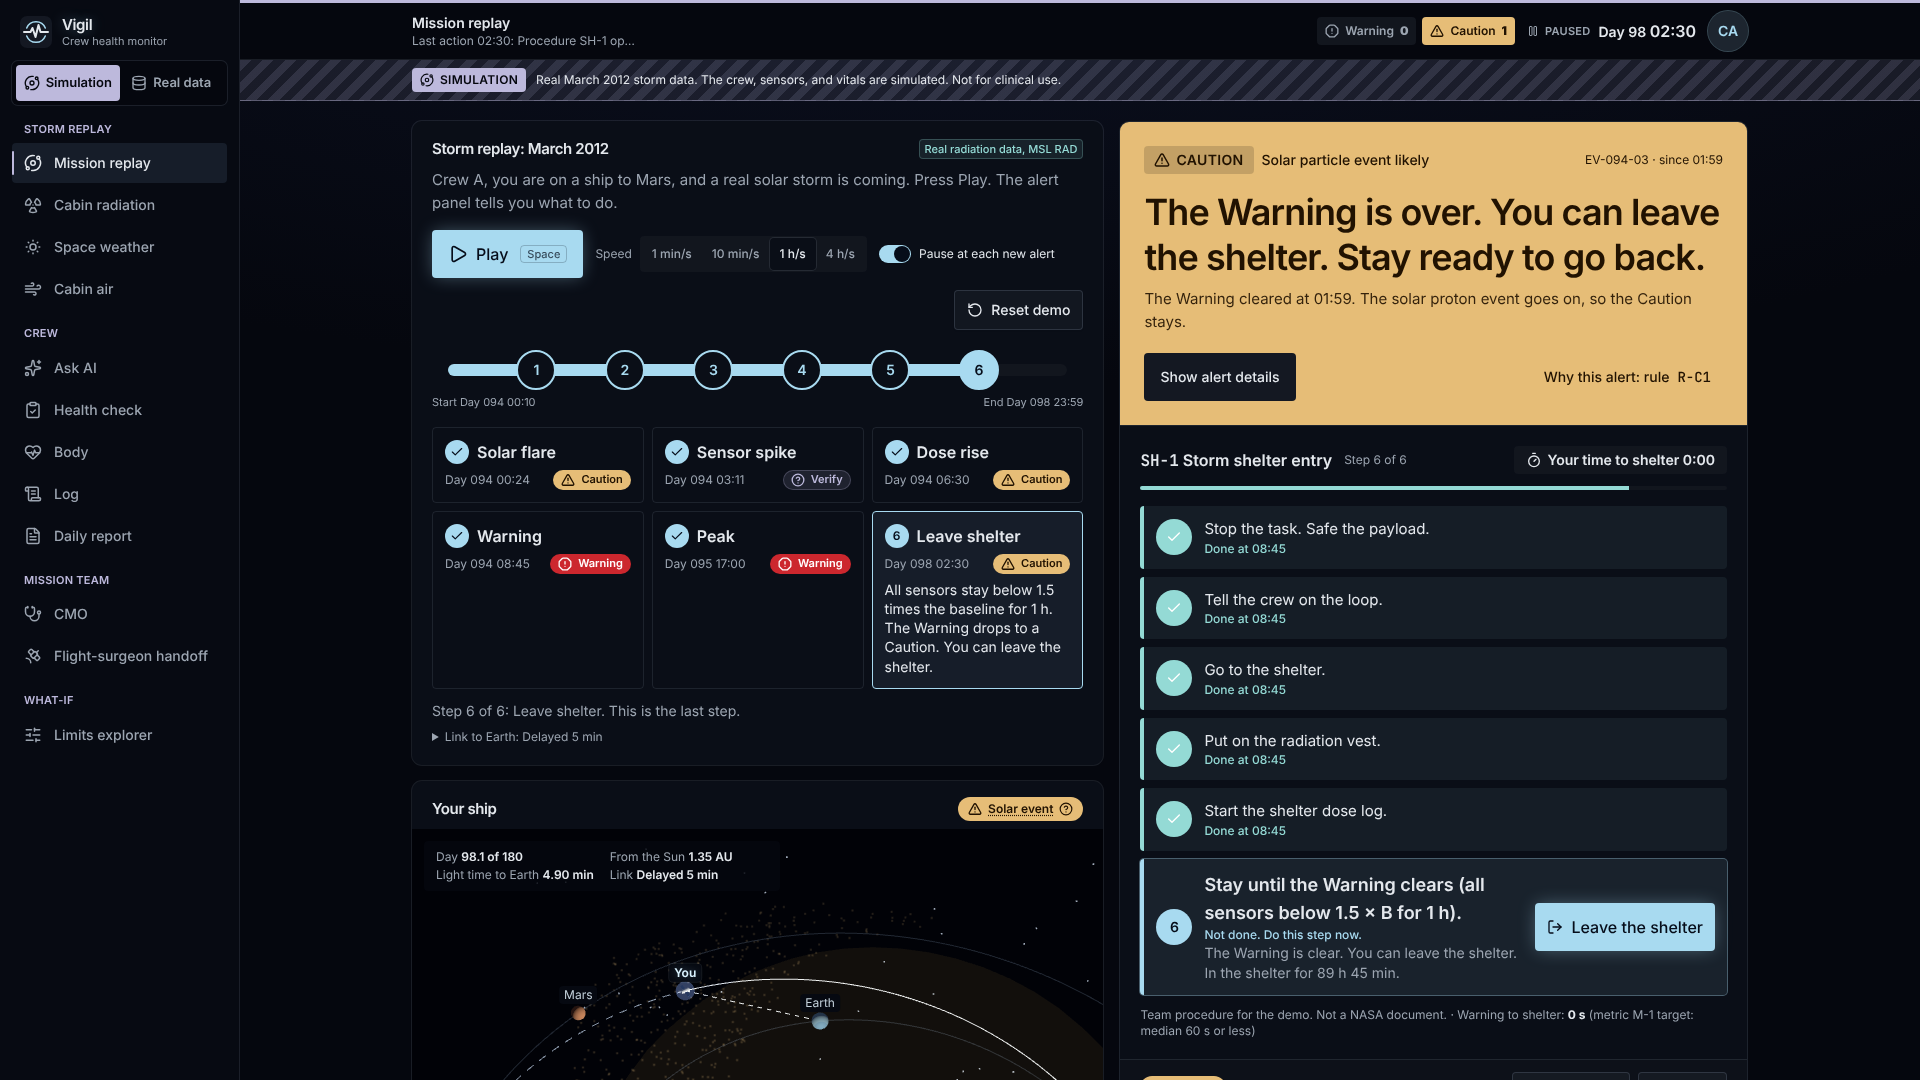 Vigil
Crew health monitor
Simulation
Real data
STORM REPLAY
Mission replay
Cabin radiation
Space weather
Cabin air
CREW
Ask AI
Health check
Body
Log
Daily report
MISSION TEAM
CMO
Flight-surgeon handoff
WHAT-IF
Limits explorer
Mission replay
Last action 02:30: Procedure SH-1 op...
Warning 0
Caution 1
PAUSED
Day 98 02:30
CA
SIMULATION
Real March 2012 storm data. The crew, sensors, and vitals are simulated. Not for clinical use.
Storm replay: March 2012
Real radiation data, MSL RAD
Crew A, you are on a ship to Mars, and a real solar storm is coming. Press Play. The alert
panel tells you what to do.
Play Space
Speed
1 min/s
10 min/s
1 h/s
4 h/s
Pause at each new alert
Reset demo
1 2 3 4 5 6
Start Day 094 00:10
End Day 098 23:59
Solar flare
Day 094 00:24
Caution
Sensor spike
Day 094 03:11
Verify
Dose rise
Day 094 06:30
Caution
Warning
Day 094 08:45
Warning
Peak
Day 095 17:00
Warning
6 Leave shelter
Day 098 02:30
Caution
All sensors stay below 1.5
times the baseline for 1 h.
The Warning drops to a
Caution. You can leave the
shelter.
Step 6 of 6: Leave shelter. This is the last step.
Link to Earth: Delayed 5 min
Your ship
Solar event
Day 98.1 of 180
From the Sun 1.35 AU
Light time to Earth 4.90 min
Link Delayed 5 min
You
Mars
Earth
CAUTION
Solar particle event likely
EV-094-03 · since 01:59
The Warning is over. You can leave
the shelter. Stay ready to go back.
The Warning cleared at 01:59. The solar proton event goes on, so the Caution
stays.
Show alert details
Why this alert: rule R-C1
SH-1 Storm shelter entry
Step 6 of 6
Your time to shelter 0:00
Stop the task. Safe the payload.
Done at 08:45
Tell the crew on the loop.
Done at 08:45
Go to the shelter.
Done at 08:45
Put on the radiation vest.
Done at 08:45
Start the shelter dose log.
Done at 08:45
6
Stay until the Warning clears (all
sensors below 1.5 × B for 1 h).
Not done. Do this step now.
The Warning is clear. You can leave the shelter.
In the shelter for 89 h 45 min.
Leave the shelter
Team procedure for the demo. Not a NASA document. · Warning to shelter: 0 s (metric M-1 target:
median 60 s or less)